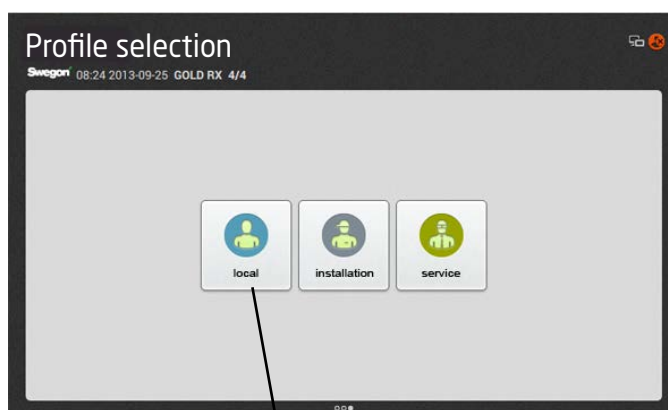 Profile selection
Swegon 08:24 2013-09-25 GOLD RX 4/4
local
installation
service